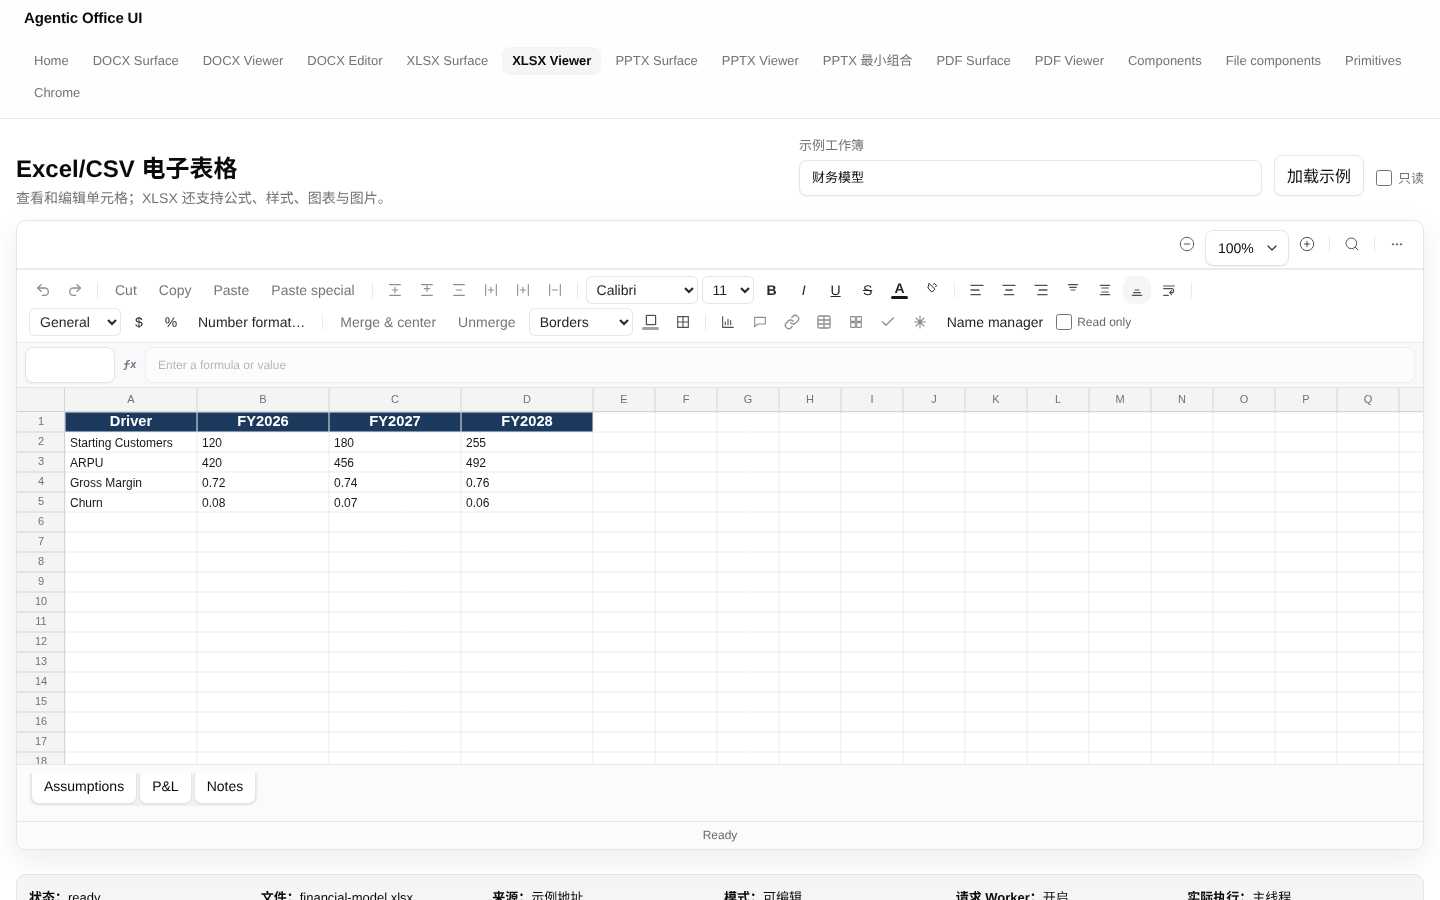 Agentic Office UI
Home DOCX Surface DOCX Viewer DOCX Editor XLSX Surface XLSX Viewer PPTX Surface PPTX Viewer PPTX 最小组合 PDF Surface PDF Viewer Components File components Primitives
Chrome
示例工作簿
Excel/CSV 电子表格
财务模型 加载示例 只读
查看和编辑单元格；XLSX 还支持公式、样式、图表与图片。
100%
Cut Copy Paste Paste special Calibri 11 B I U S A
General $ % Number format… Merge & center Unmerge Borders Name manager Read only
ƒx Enter a formula or value
A B C D E F G H I J K L M N O P Q
1 Driver FY2026 FY2027 FY2028
2 Starting Customers 120 180 255
3 ARPU 420 456 492
4 Gross Margin 0.72 0.74 0.76
5 Churn 0.08 0.07 0.06
6
7
8
9
10
11
12
13
14
15
16
17
18
Assumptions P&L Notes
Ready
状态：ready 文件：financial-model.xlsx 来源：示例地址 模式：可编辑 请求 Worker：开启 实际执行：主线程